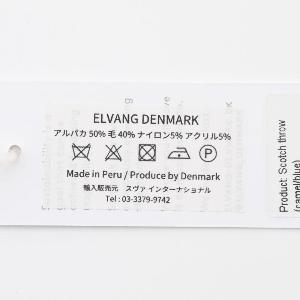 ELVANG DENMARK
アルパカ 50% 毛 40% ナイロン5% アクリル5%
Made in Peru / Produce by Denmark
輸入販売元 スヴァ インターナショナル
Tel : 03-3379-9742
Product: Scotch throw
(camel/blue)